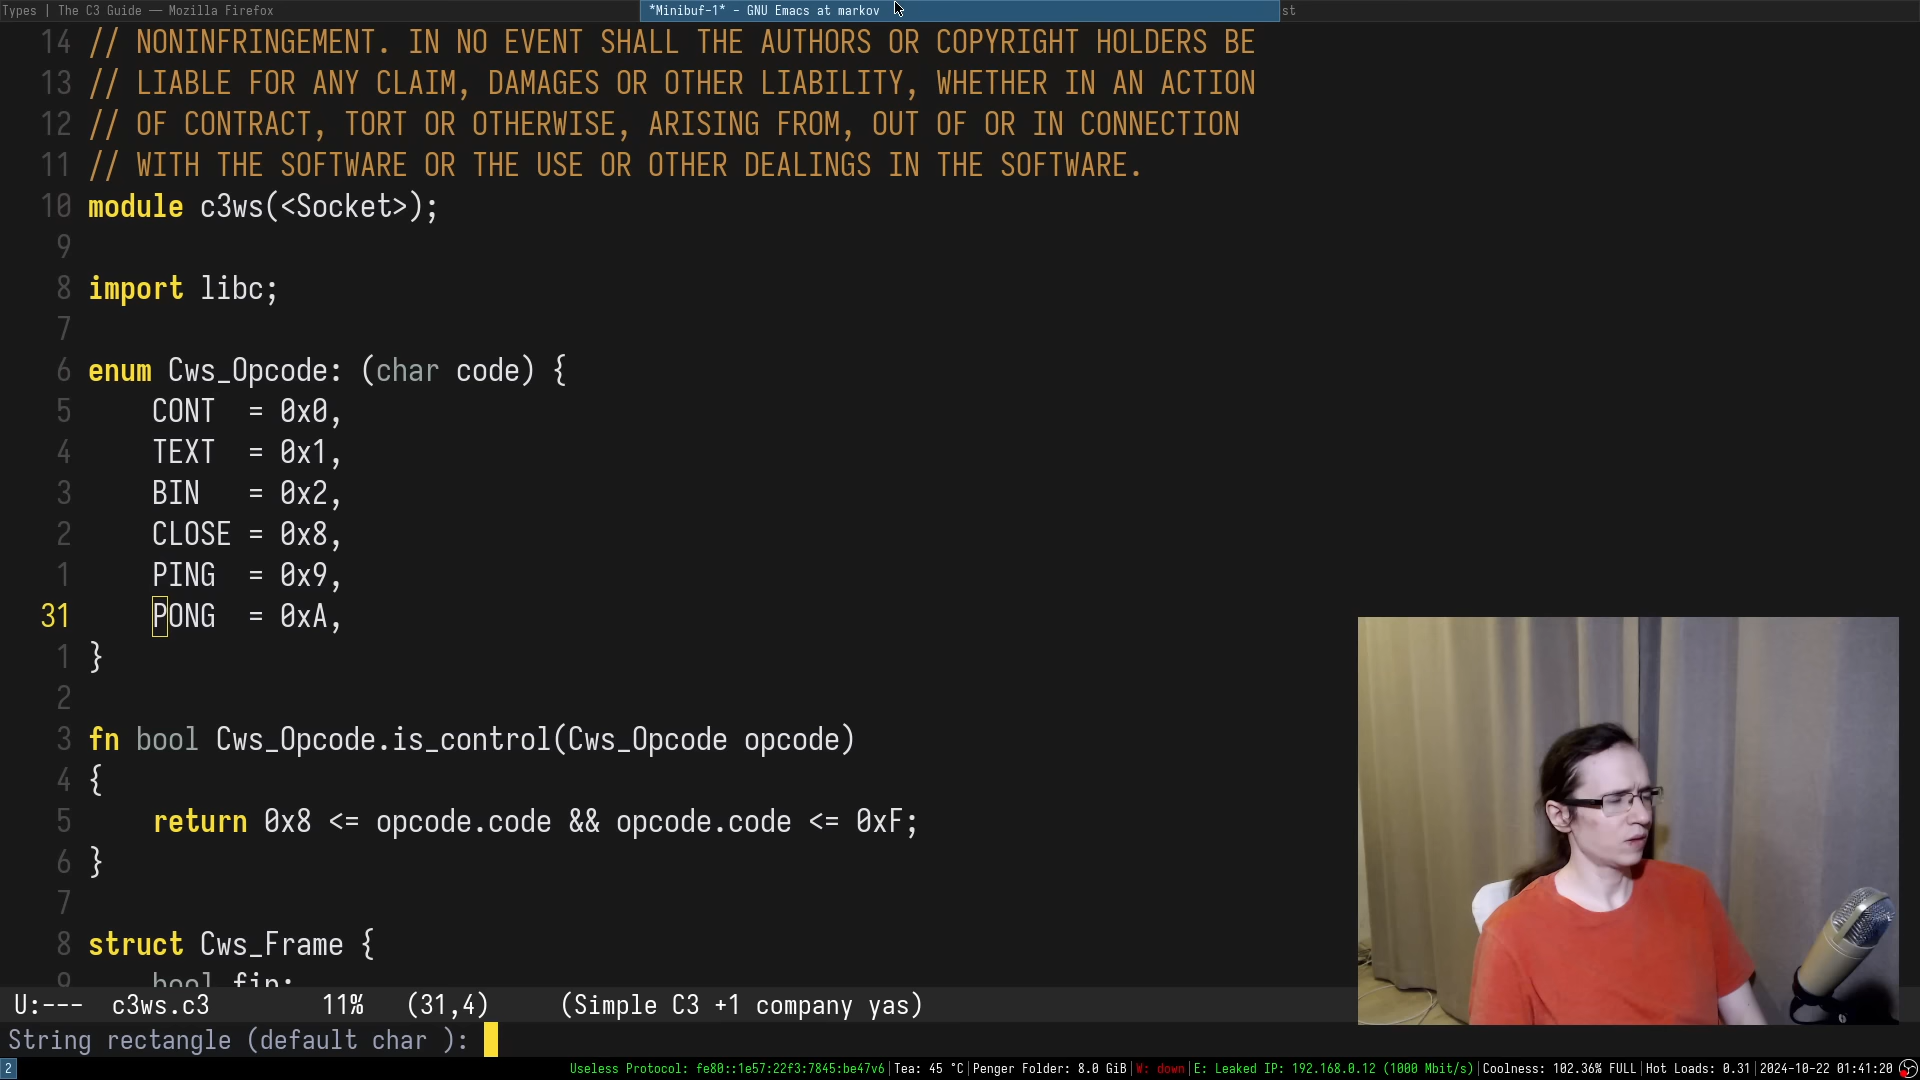 Types | The C3 Guide — Mozilla Firefox
*Minibuf-1* - GNU Emacs at markov
st
14 // NONINFRINGEMENT. IN NO EVENT SHALL THE AUTHORS OR COPYRIGHT HOLDERS BE
13 // LIABLE FOR ANY CLAIM, DAMAGES OR OTHER LIABILITY, WHETHER IN AN ACTION
12 // OF CONTRACT, TORT OR OTHERWISE, ARISING FROM, OUT OF OR IN CONNECTION
11 // WITH THE SOFTWARE OR THE USE OR OTHER DEALINGS IN THE SOFTWARE.
10 module c3ws(<Socket>);
9
8 import libc;
7
6 enum Cws_Opcode: (char code) {
5     CONT  = 0x0,
4     TEXT  = 0x1,
3     BIN   = 0x2,
2     CLOSE = 0x8,
1     PING  = 0x9,
31     PONG  = 0xA,
1 }
2
3 fn bool Cws_Opcode.is_control(Cws_Opcode opcode)
4 {
5     return 0x8 <= opcode.code && opcode.code <= 0xF;
6 }
7
8 struct Cws_Frame {
9     bool fin;
U:---  c3ws.c3       11%   (31,4)     (Simple C3 +1 company yas)
String rectangle (default char ):
2
Useless Protocol: fe80::1e57:22f3:7845:be47v6|Tea: 45 °C|Penger Folder: 8.0 GiB|W: down|E: Leaked IP: 192.168.0.12 (1000 Mbit/s)|Coolness: 102.36% FULL|Hot Loads: 0.31|2024-10-22 01:41:20